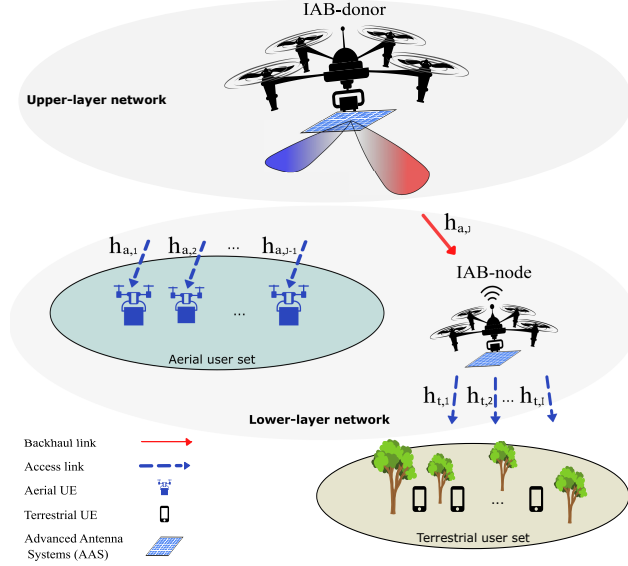 IAB-donor
Upper-layer network
h_{a,J}
h_{a,1} h_{a,2} ... h_{a,J-1}
IAB-node
...
Aerial user set
h_{t,1} h_{t,2} ... h_{t,I}
Lower-layer network
Backhaul link
Access link
Aerial UE
Terrestrial UE
Advanced Antenna
Systems (AAS)
...
Terrestrial user set